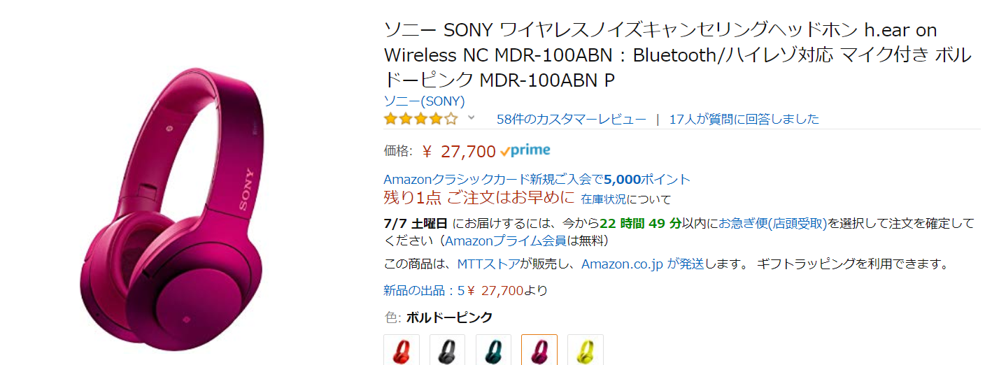 ソニー SONY ワイヤレスノイズキャンセリングヘッドホン h.ear on
Wireless NC MDR-100ABN : Bluetooth/ハイレゾ対応 マイク付き ボル
ドーピンク MDR-100ABN P
ソニー(SONY)
58件のカスタマーレビュー | 17人が質問に回答しました
価格: ¥ 27,700 prime
Amazonクラシックカード新規ご入会で5,000ポイント
残り1点 ご注文はお早めに 在庫状況について
7/7 土曜日 にお届けするには、今から22 時間 49 分以内にお急ぎ便(店頭受取)を選択して注文を確定して
ください（Amazonプライム会員は無料）
この商品は、MTTストアが販売し、Amazon.co.jp が発送します。 ギフトラッピングを利用できます。
新品の出品：5¥ 27,700より
色: ボルドーピンク
SONY